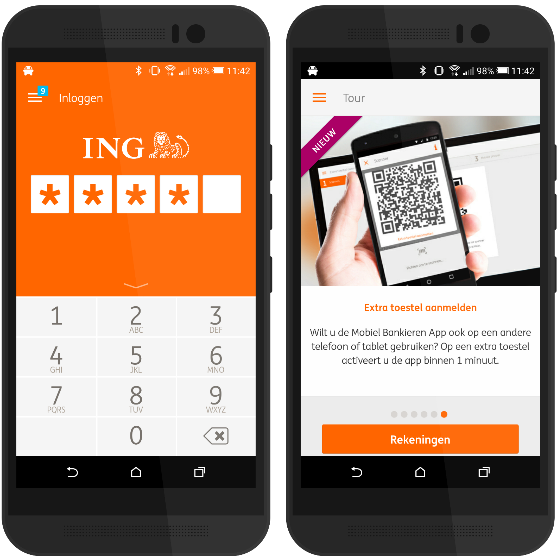 98% 11:42
9
Inloggen
ING
* * * *
1
2
ABC
3
DEF
4
GHI
5
JKL
6
MNO
7
PQRS
8
TUV
9
WXYZ
0
98% 11:42
Tour
NIEUW
Extra toestel aanmelden
Wilt u de Mobiel Bankieren App ook op een andere
telefoon of tablet gebruiken? Op een extra toestel
activeert u de app binnen 1 minuut.
Rekeningen